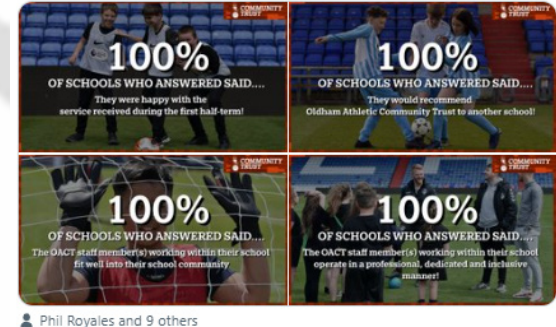 COMMUNITY
TRUST
100%
OF SCHOOLS WHO ANSWERED SAID....
They were happy with the
service received during the first half-term!
COMMUNITY
TRUST
100%
OF SCHOOLS WHO ANSWERED SAID....
They would recommend
Oldham Athletic Community Trust to another school!
COMMUNITY
TRUST
100%
OF SCHOOLS WHO ANSWERED SAID....
The OACT staff member(s) working within their school
fit well into their school community
COMMUNITY
TRUST
100%
OF SCHOOLS WHO ANSWERED SAID....
The OACT staff member(s) working within their school
operate in a professional, dedicated and inclusive
manner!
Phil Royales and 9 others